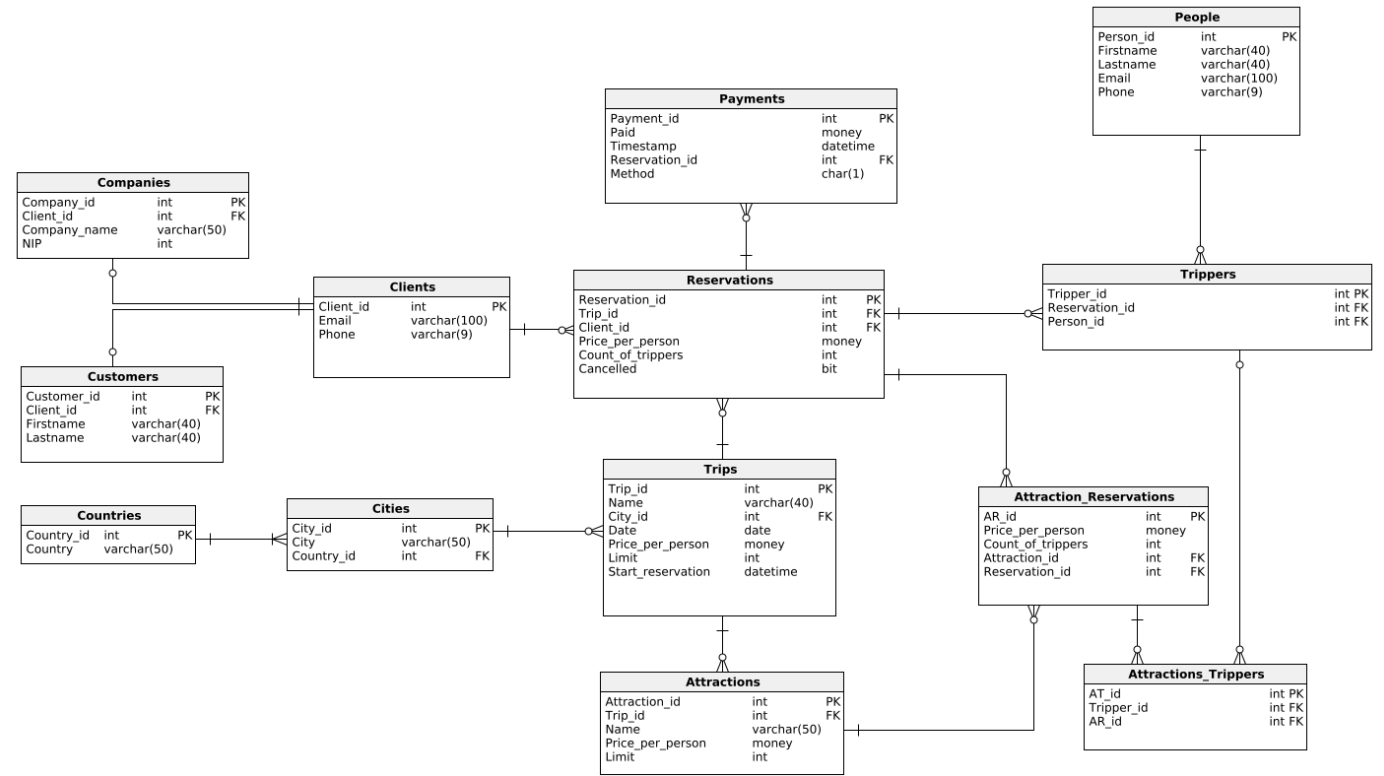 People
Person_id int PK
Firstname varchar(40)
Lastname varchar(40)
Email varchar(100)
Phone varchar(9)
Payments
Payment_id int PK
Paid money
Timestamp datetime
Reservation_id int FK
Method char(1)
Companies
Company_id int PK
Client_id int FK
Company_name varchar(50)
NIP int
Clients
Client_id int PK
Email varchar(100)
Phone varchar(9)
Reservations
Reservation_id int PK
Trip_id int FK
Client_id int FK
Price_per_person money
Count_of_trippers int
Cancelled bit
Trippers
Tripper_id int PK
Reservation_id int FK
Person_id int FK
Customers
Customer_id int PK
Client_id int FK
Firstname varchar(40)
Lastname varchar(40)
Countries
Country_id int PK
Country varchar(50)
Cities
City_id int PK
City varchar(50)
Country_id int FK
Trips
Trip_id int PK
Name varchar(40)
City_id int FK
Date date
Price_per_person money
Limit int
Start_reservation datetime
Attraction_Reservations
AR_id int PK
Price_per_person money
Count_of_trippers int
Attraction_id int FK
Reservation_id int FK
Attractions
Attraction_id int PK
Trip_id int FK
Name varchar(50)
Price_per_person money
Limit int
Attractions_Trippers
AT_id int PK
Tripper_id int FK
AR_id int FK